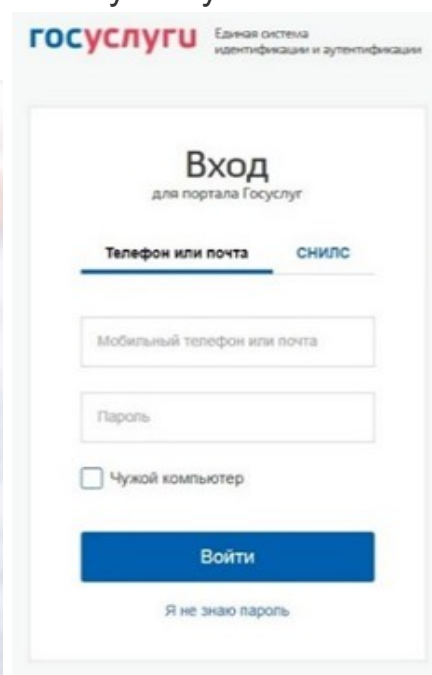 госуслуги
Единая система
идентификации и аутентификации
Вход
для портала Госуслуг
Телефон или почта
СНИЛС
Мобильный телефон или почта
Пароль
Чужой компьютер
Войти
Я не знаю пароль